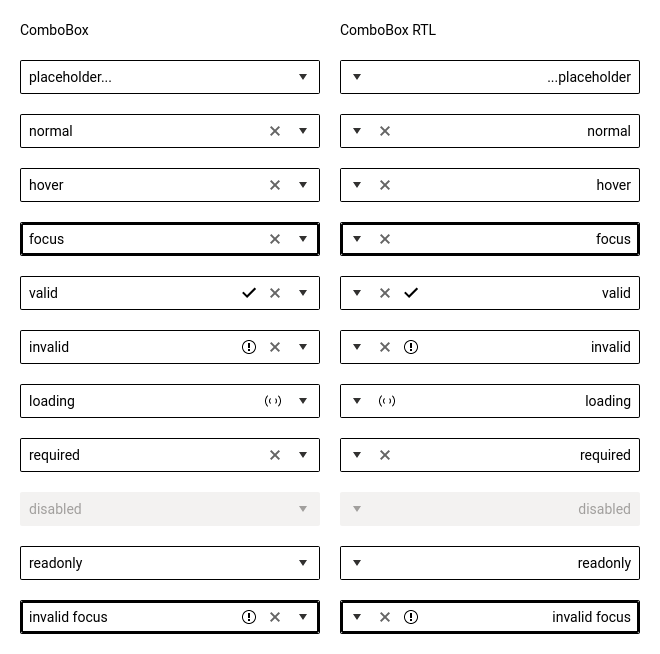 ComboBox
placeholder...
normal
hover
focus
valid
invalid
loading
required
disabled
readonly
invalid focus
ComboBox RTL
...placeholder
normal
hover
focus
valid
invalid
loading
required
disabled
readonly
invalid focus